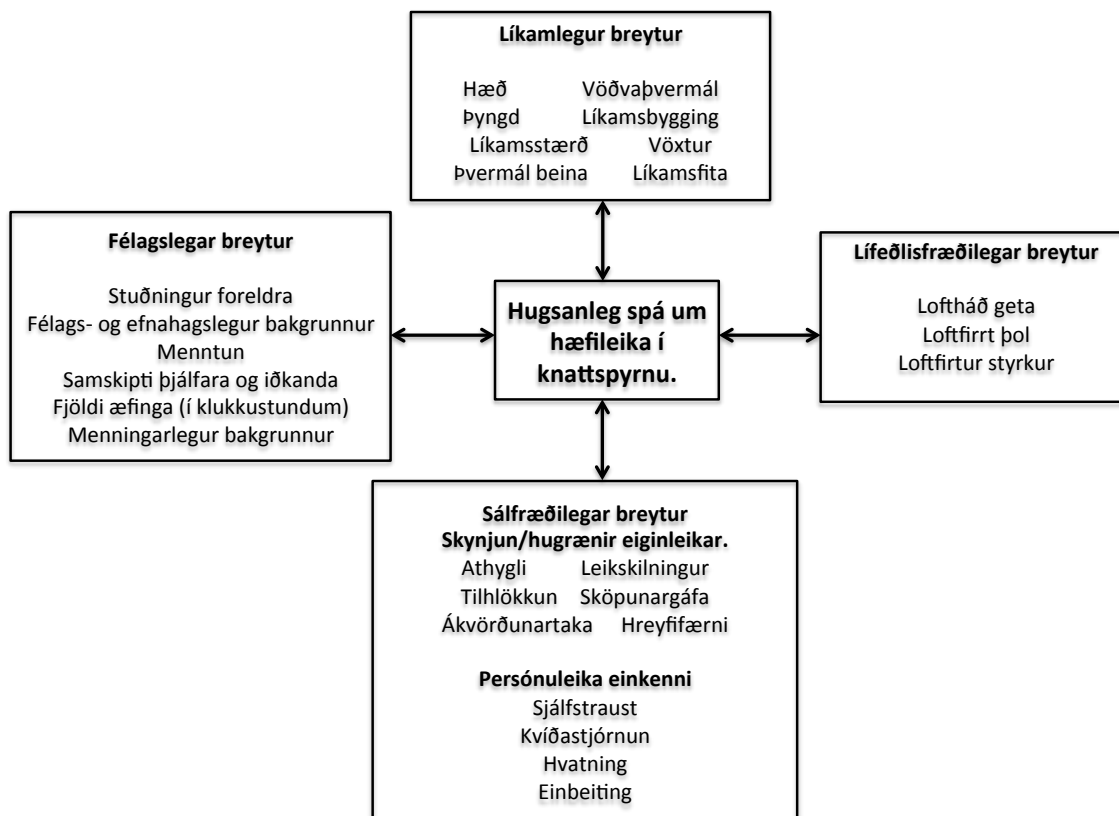 Líkamlegur breytur
Hæð Vöðvaþvermál
Þyngd Líkamsbygging
Líkamsstærð Vöxtur
Þvermál beina Líkamsfita
Félagslegar breytur
Stuðningur foreldra
Félags- og efnahagslegur bakgrunnur
Menntun
Samskipti þjálfara og iðkanda
Fjöldi æfinga (í klukkustundum)
Menningarlegur bakgrunnur
Hugsanleg spá um
hæfileika í
knattspyrnu.
Lífeðlisfræðilegar breytur
Loftháð geta
Loftfirrt þol
Loftfirtur styrkur
Sálfræðilegar breytur
Skynjun/hugrænir eiginleikar.
Athygli Leikskilningur
Tilhlökkun Sköpunargáfa
Ákvörðunartaka Hreyfifærni
Persónuleika einkenni
Sjálfstraust
Kvíðastjórnun
Hvatning
Einbeiting